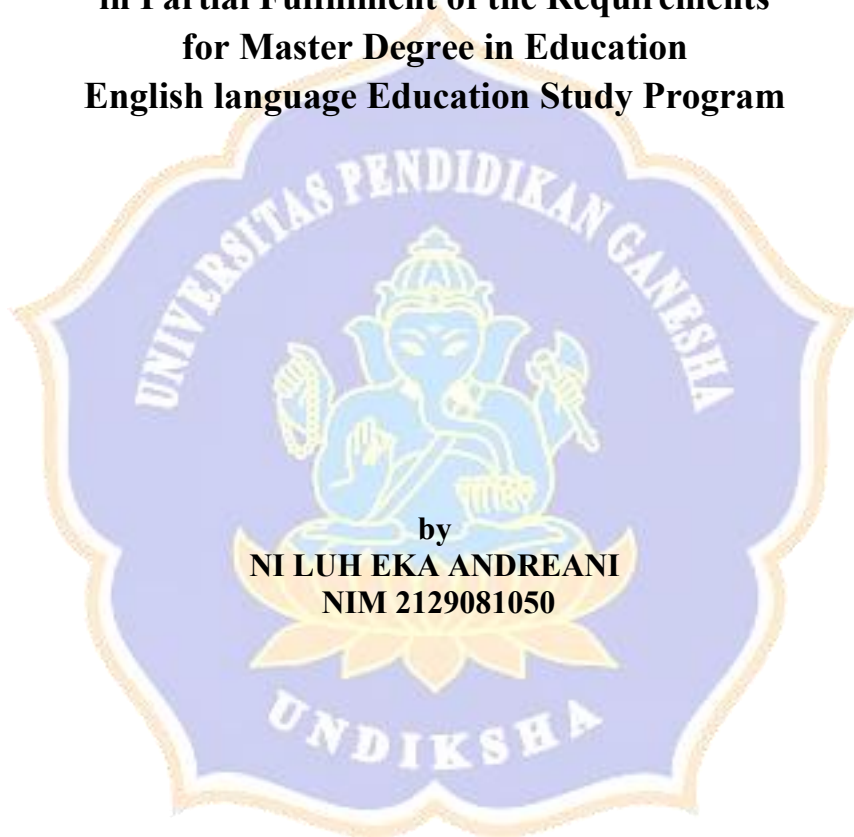 in Partial Fulfillment of the Requirements
for Master Degree in Education
English language Education Study Program
UNIVERSITAS PENDIDIKAN GANESHA
by
NI LUH EKA ANDREANI
NIM 2129081050
UNDIKSHA